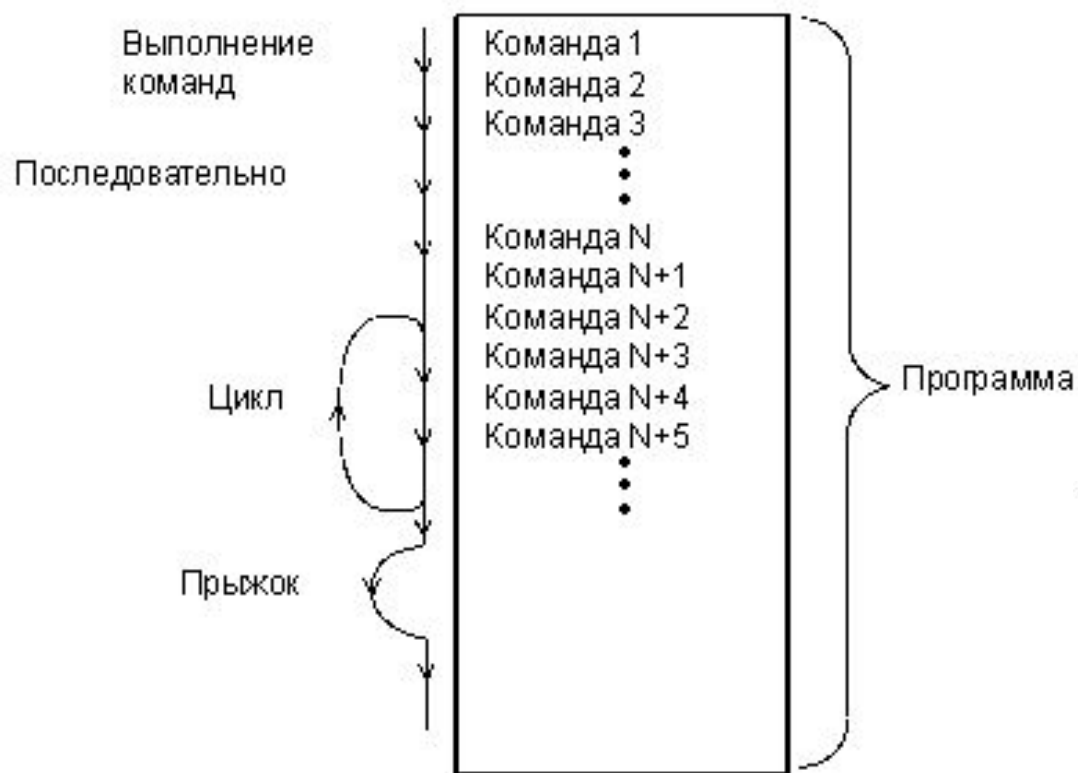 Выполнение
команд
Последовательно
Цикл
Прыжок
Команда 1
Команда 2
Команда 3
Команда N
Команда N+1
Команда N+2
Команда N+3
Команда N+4
Команда N+5
Программа